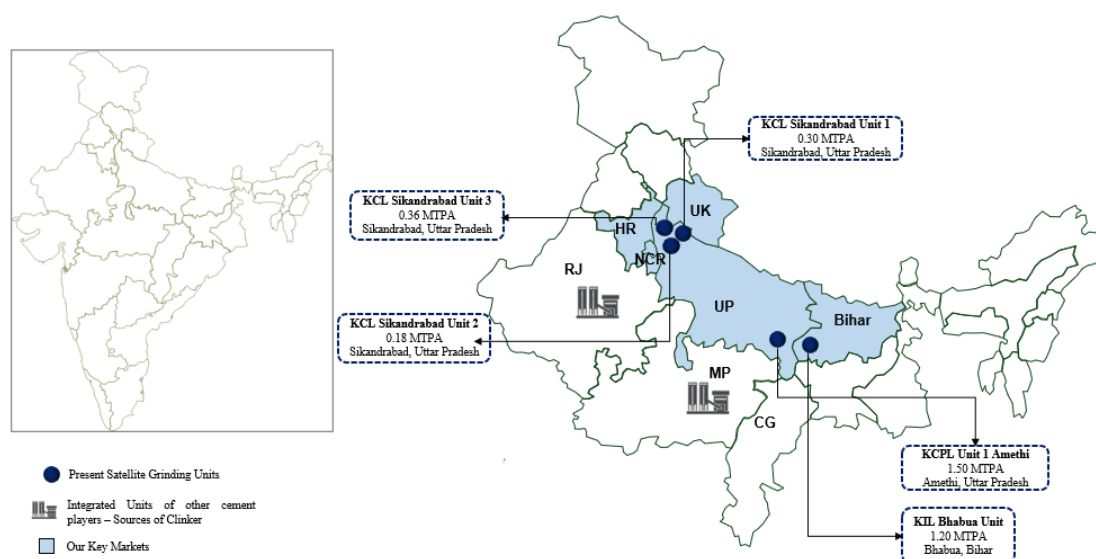 KCL Sikandrabad Unit 1
0.30 MTPA
Sikandrabad, Uttar Pradesh
KCL Sikandrabad Unit 3
0.36 MTPA
Sikandrabad, Uttar Pradesh
UK
HR
NCR
RJ
UP
Bihar
KCL Sikandrabad Unit 2
0.18 MTPA
Sikandrabad, Uttar Pradesh
MP
CG
KCPL Unit 1 Amethi
1.50 MTPA
Amethi, Uttar Pradesh
KIL Bhabua Unit
1.20 MTPA
Bhabua, Bihar
Present Satellite Grinding Units
Integrated Units of other cement
players – Sources of Clinker
Our Key Markets